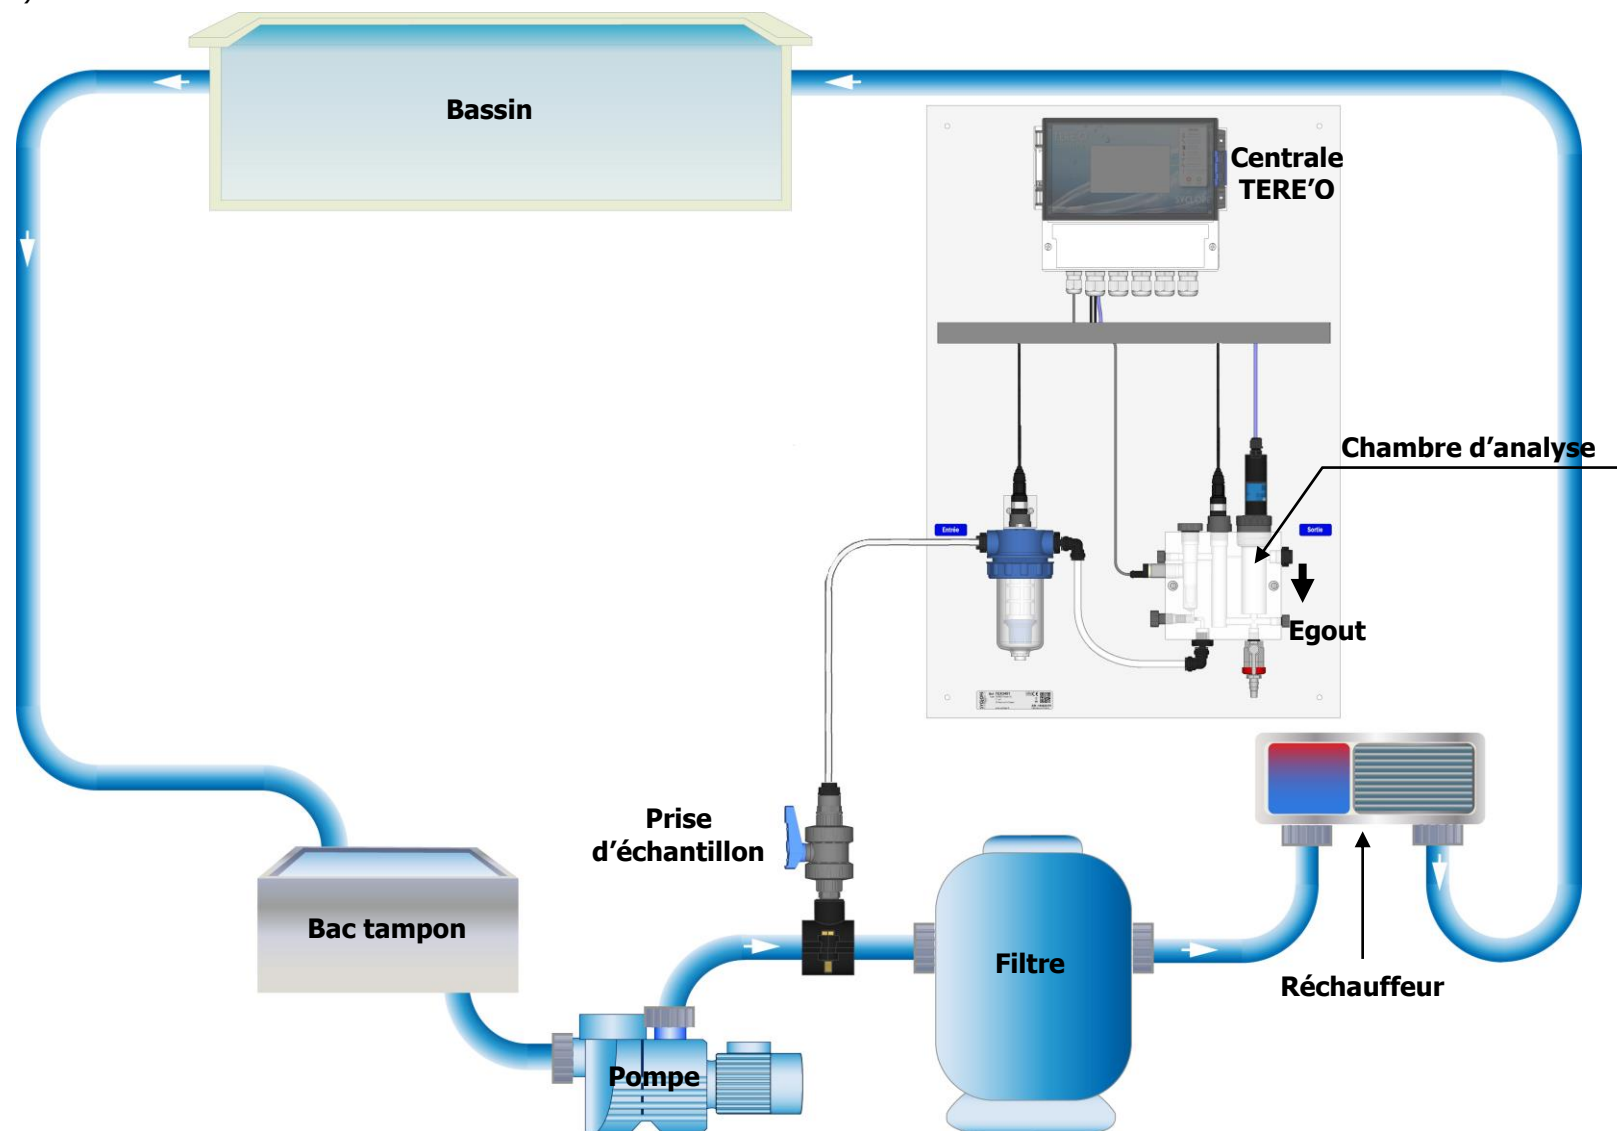 Bassin
Centrale
TERE'O
Chambre d'analyse
Entrée
Sortie
Egout
Prise
d'échantillon
Bac tampon
Filtre
Réchauffeur
Pompe